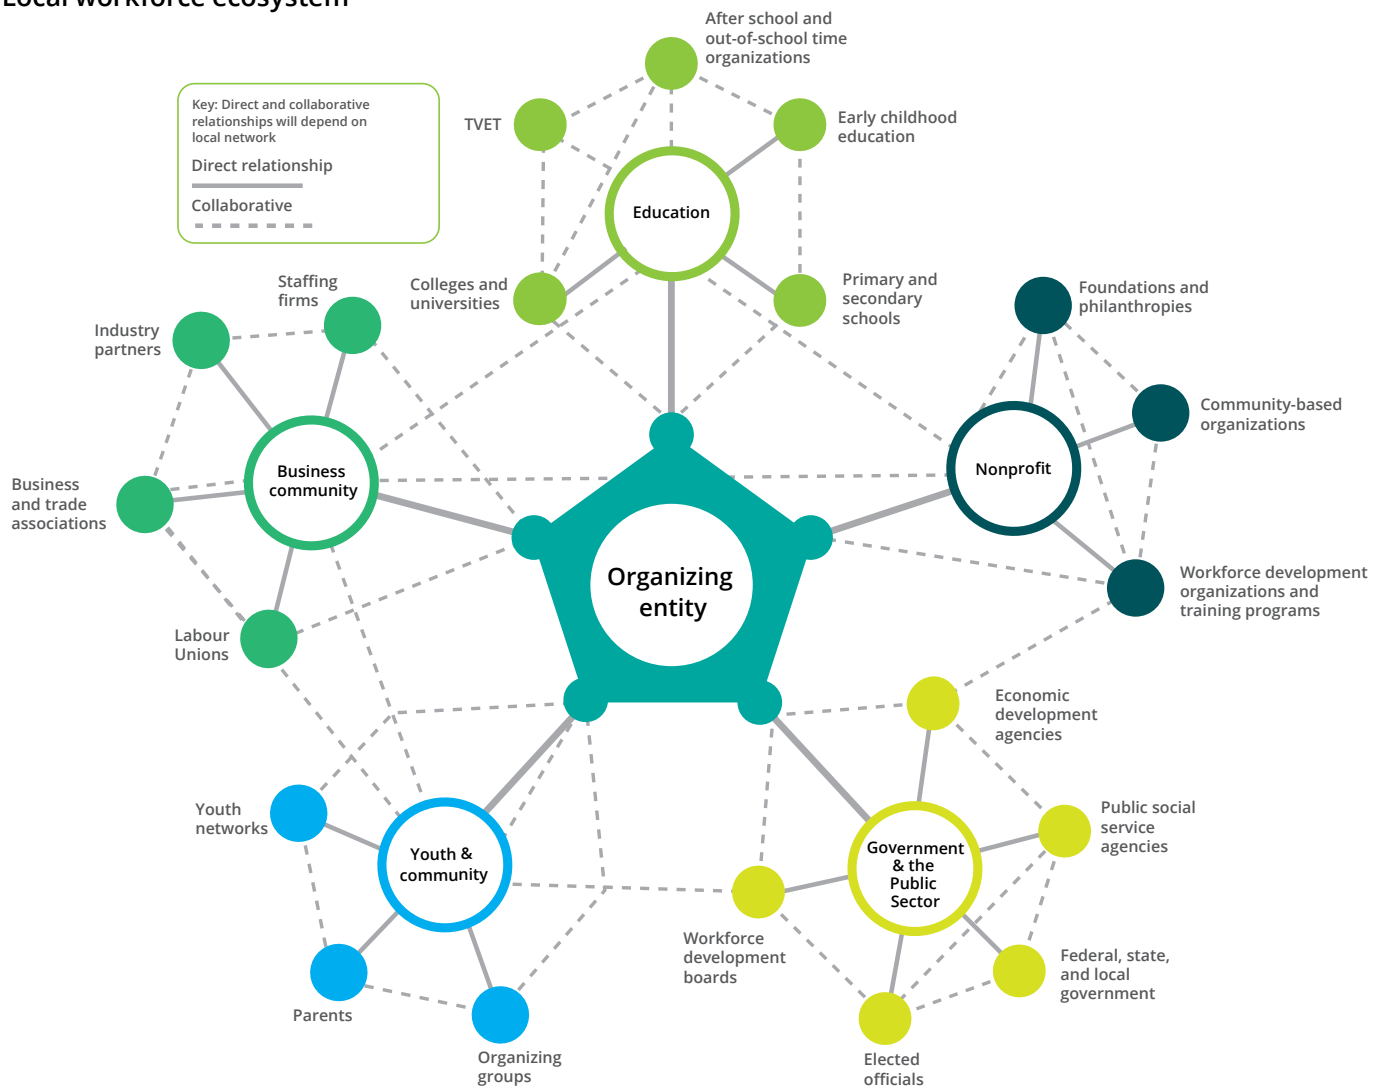 Local workforce ecosystem
After school and
out-of-school time
organizations
Key: Direct and collaborative
relationships will depend on
local network
Direct relationship
Collaborative
TVET
Early childhood
education
Education
Colleges and
universities
Primary and
secondary
schools
Staffing
firms
Industry
partners
Foundations and
philanthropies
Community-based
organizations
Business
community
Nonprofit
Business
and trade
associations
Organizing
entity
Workforce development
organizations and
training programs
Labour
Unions
Economic
development
agencies
Youth
networks
Public social
service
agencies
Youth &
community
Government
& the
Public
Sector
Workforce
development
boards
Federal, state,
and local
government
Parents
Organizing
groups
Elected
officials